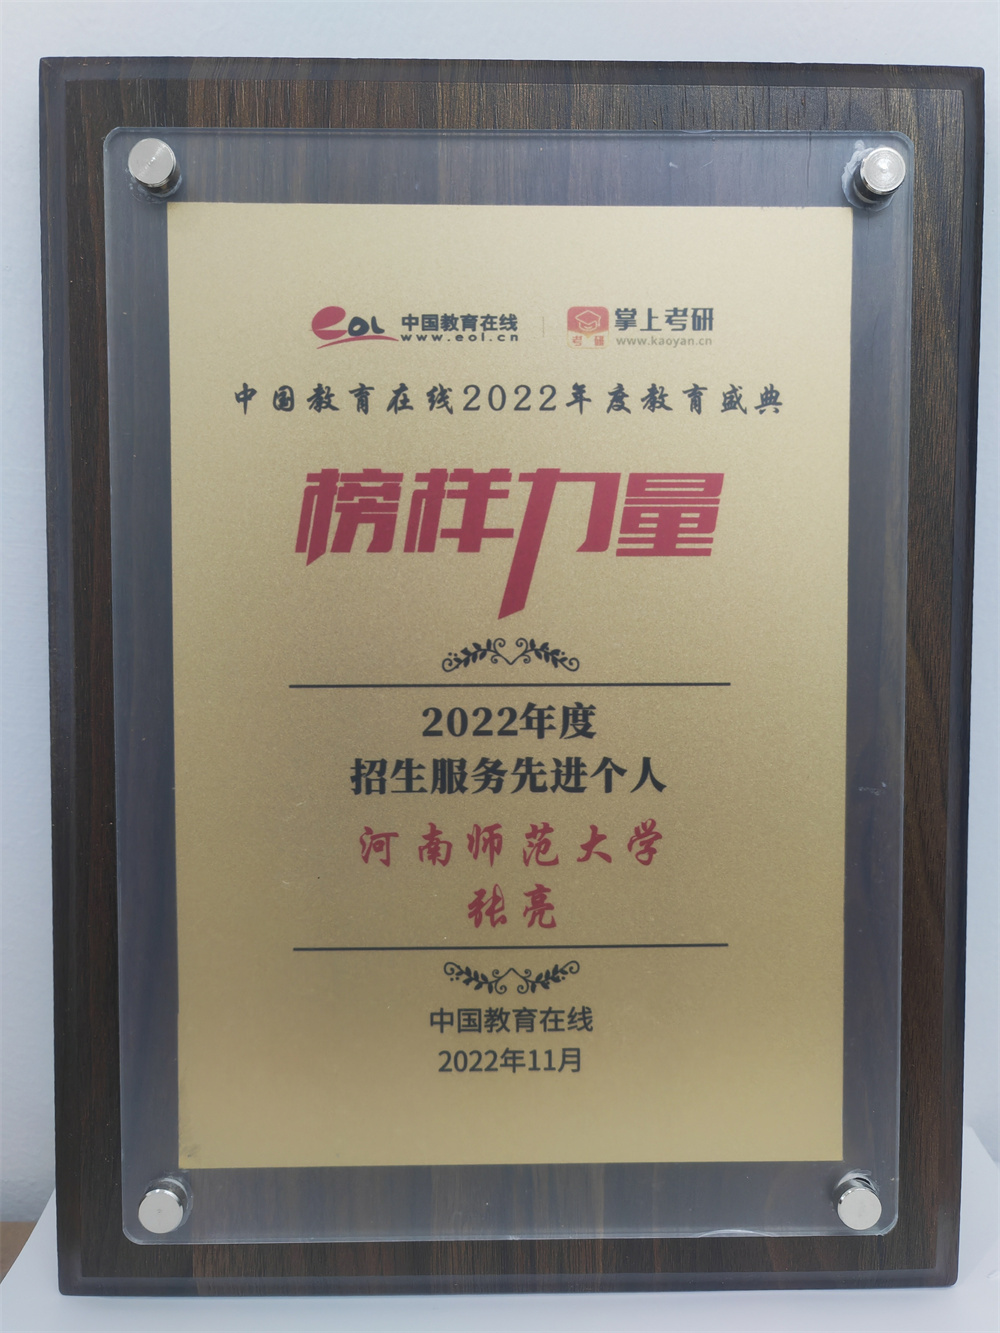 eol 中国教育在线 www.eol.cn
考研 掌上考研 www.kaoyan.cn
中国教育在线2022年度教育盛典
榜样力量
2022年度
招生服务先进个人
河南师范大学
张亮
中国教育在线
2022年11月